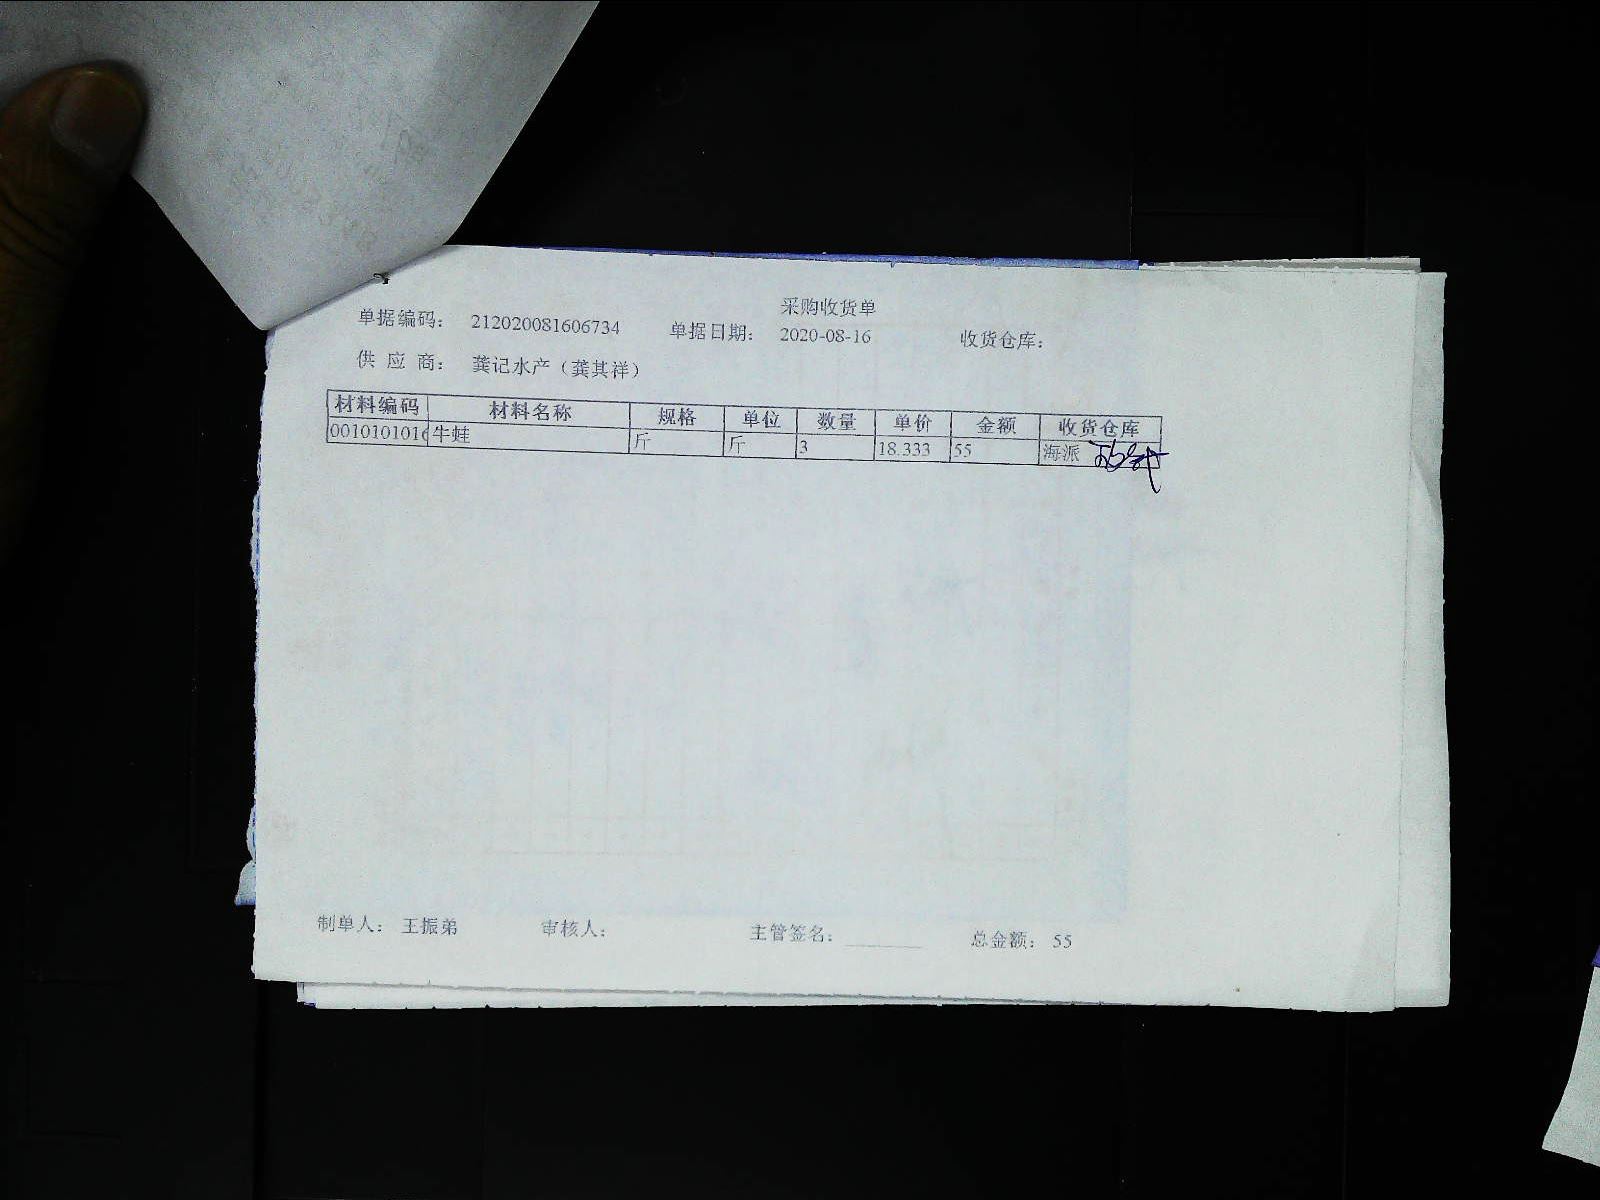 采购收货单
单据编码: 212020081606734 单据日期: 2020-08-16 收货仓库:
供 应 商: 龚记水产（龚其祥）
材料编码 材料名称 规格 单位 数量 单价 金额 收货仓库
001010101 牛蛙 斤 斤 3 18.333 55 海派
制单人: 王振弟 审核人: 主管签名: 总金额: 55